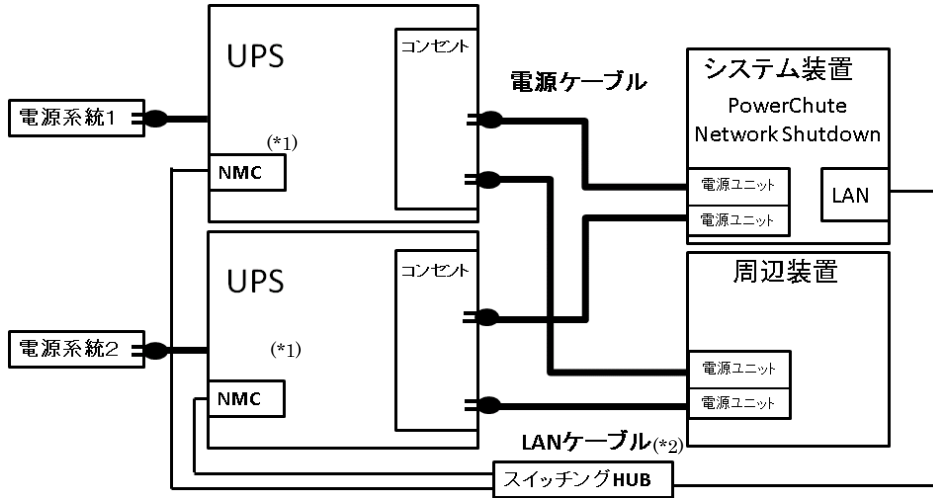 UPS
コンセント
電源ケーブル
システム装置
PowerChute
Network Shutdown
電源系統1
(*1)
NMC
電源ユニット
電源ユニット
LAN
UPS
コンセント
周辺装置
電源系統2
(*1)
NMC
電源ユニット
電源ユニット
LANケーブル(*2)
スイッチングHUB